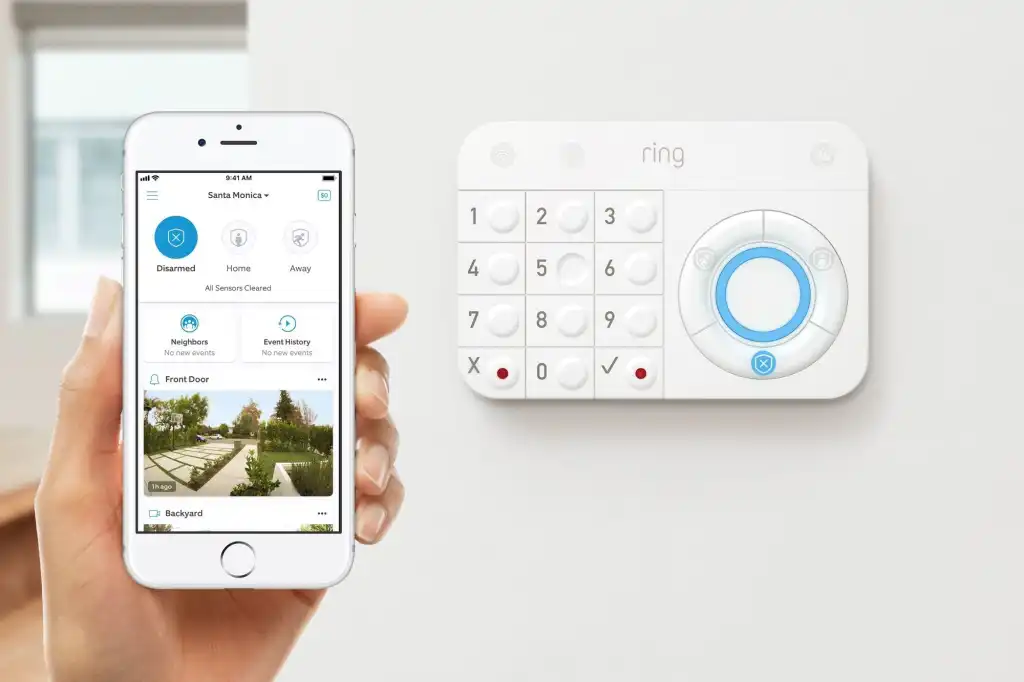 9:41 AM
Santa Monica
Disarmed
Home
Away
All Sensors Cleared
Neighbors
No new events
Event History
No new events
Front Door
1h ago
Backyard
ring
1 2 3
4 5 6
7 8 9
X 0 ✓